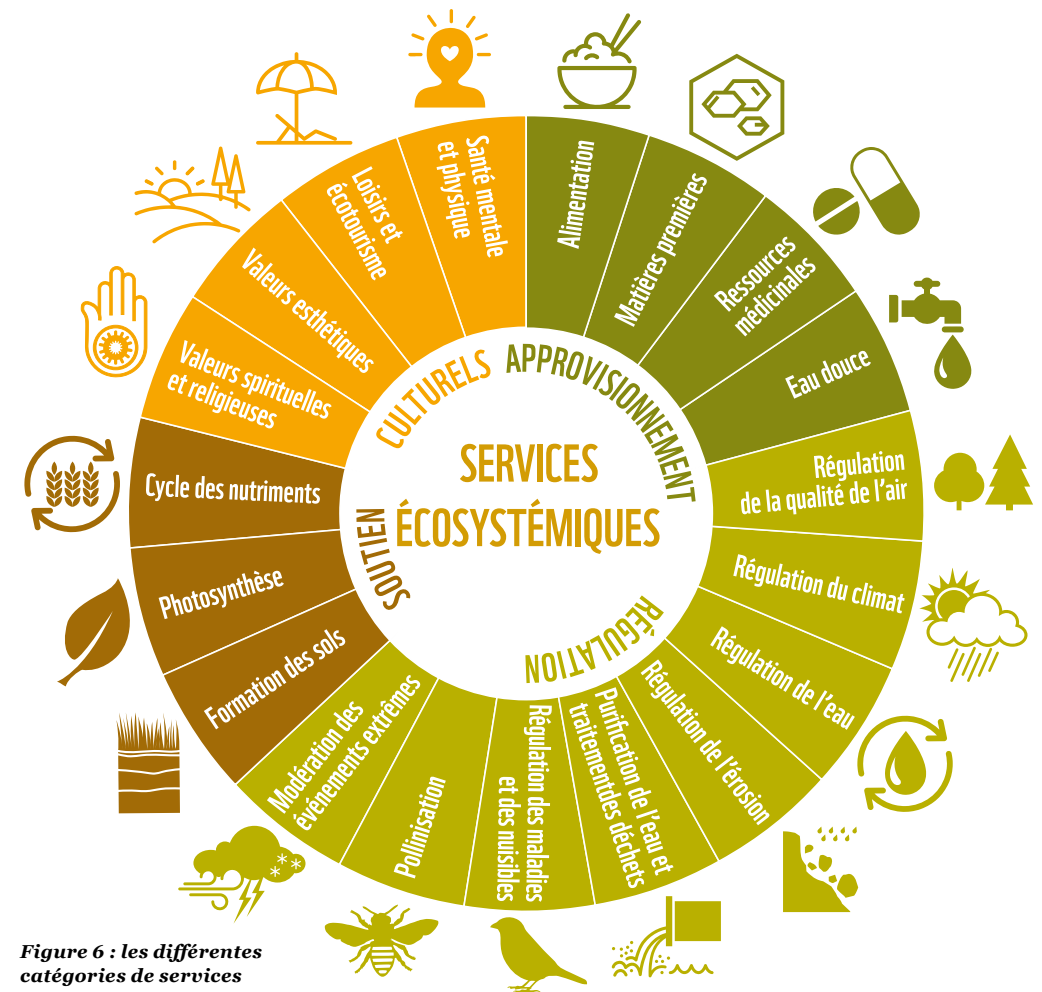 SERVICES
ÉCOSYSTÉMIQUES
APPROVISIONNEMENT
Alimentation
Matières premières
Ressources
médicinales
Eau douce
RÉGULATION
Régulation
de la qualité de l'air
Régulation du climat
Régulation de l'eau
Régulation de l'érosion
Purification de l'eau et
traitementdes déchets
Régulation des maladies
et des nuisibles
Pollinisation
Modération des
événements extrêmes
SOUTIEN
Formation des sols
Photosynthèse
Cycle des nutriments
CULTURELS
Valeurs spirituelles
et religieuses
Valeurs esthétiques
Loisirs et
écotourisme
Santé mentale
et physique
Figure 6 : les différentes
catégories de services